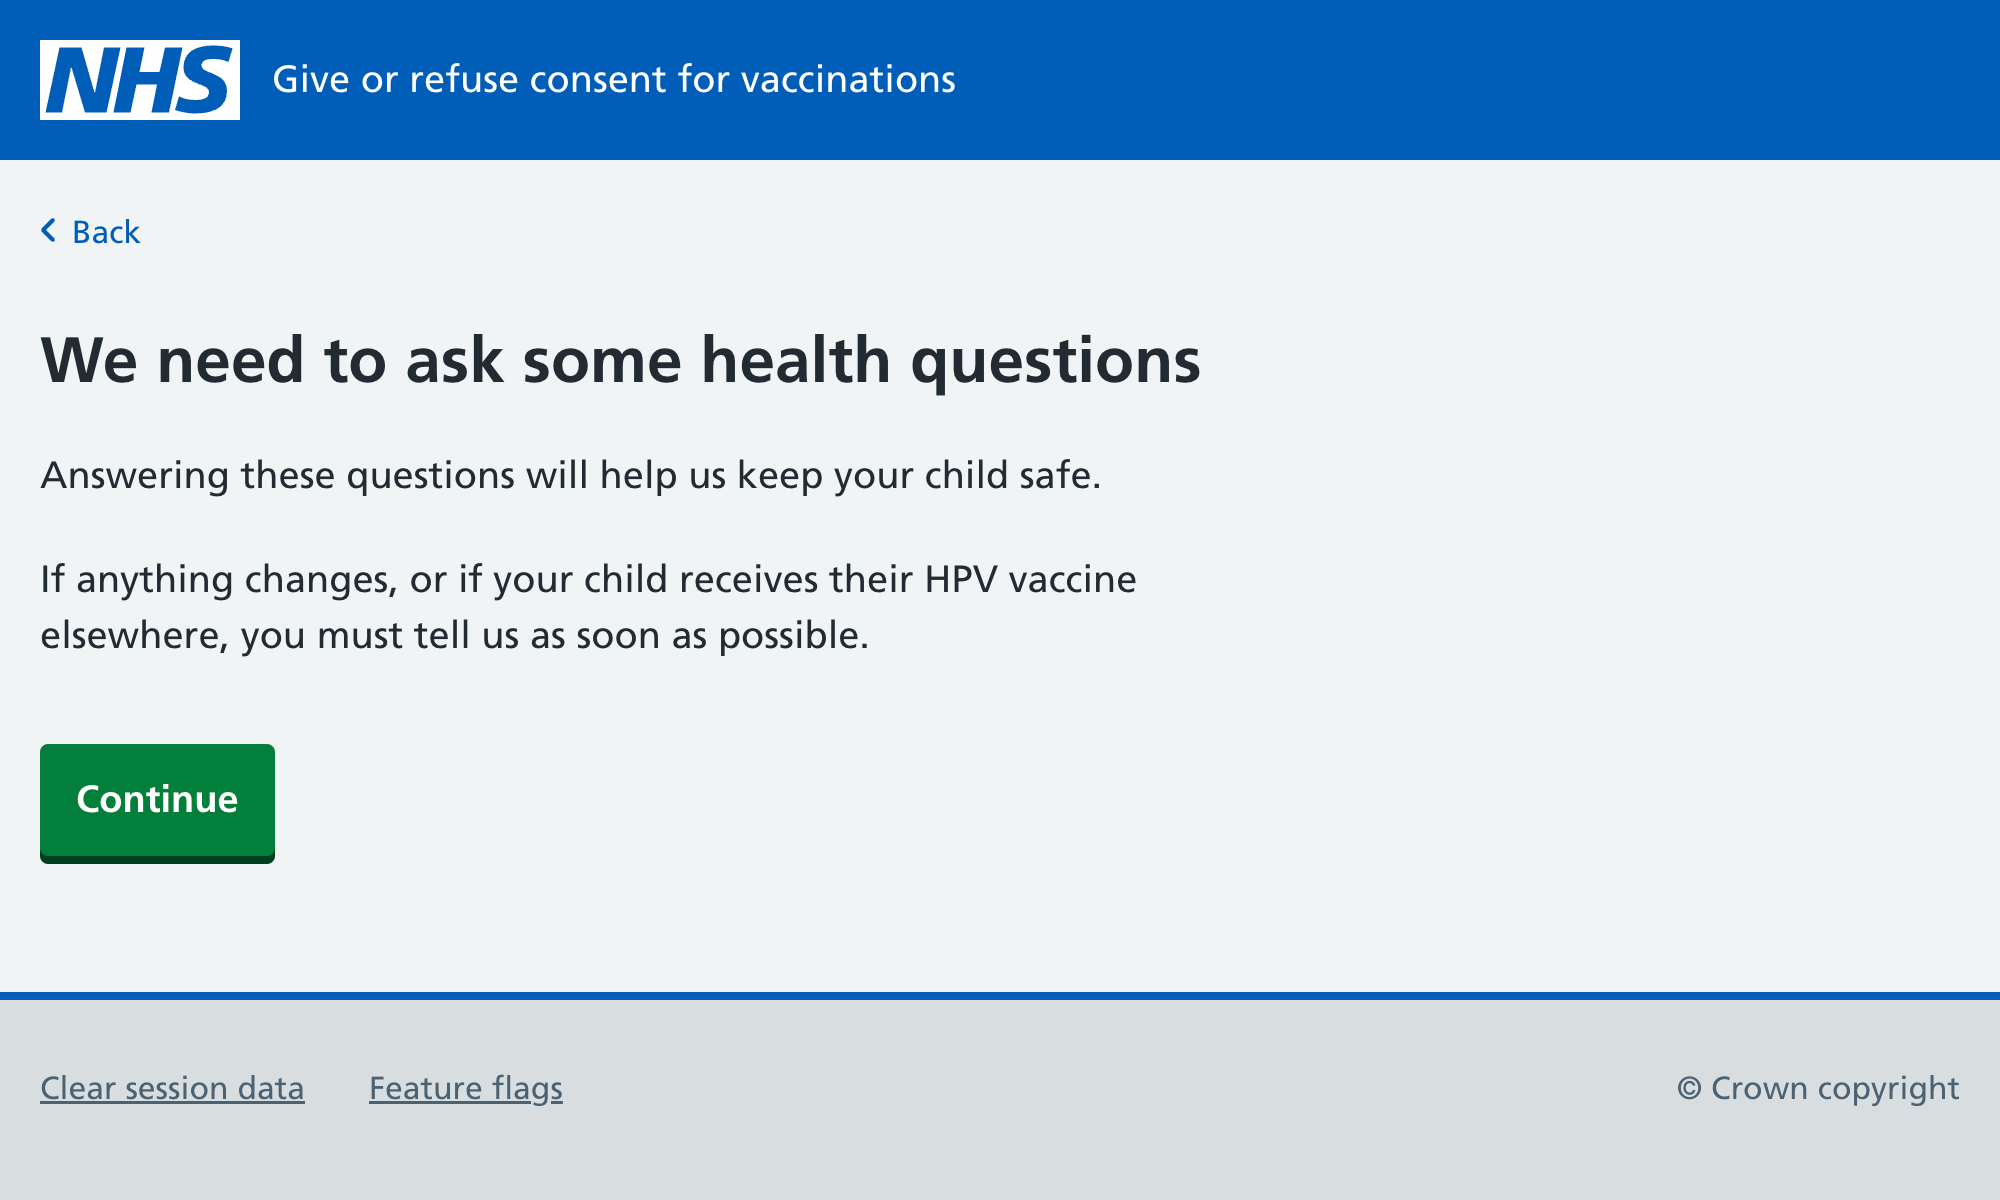 NHS Give or refuse consent for vaccinations
Back
We need to ask some health questions
Answering these questions will help us keep your child safe.
If anything changes, or if your child receives their HPV vaccine
elsewhere, you must tell us as soon as possible.
Continue
Clear session data Feature flags © Crown copyright